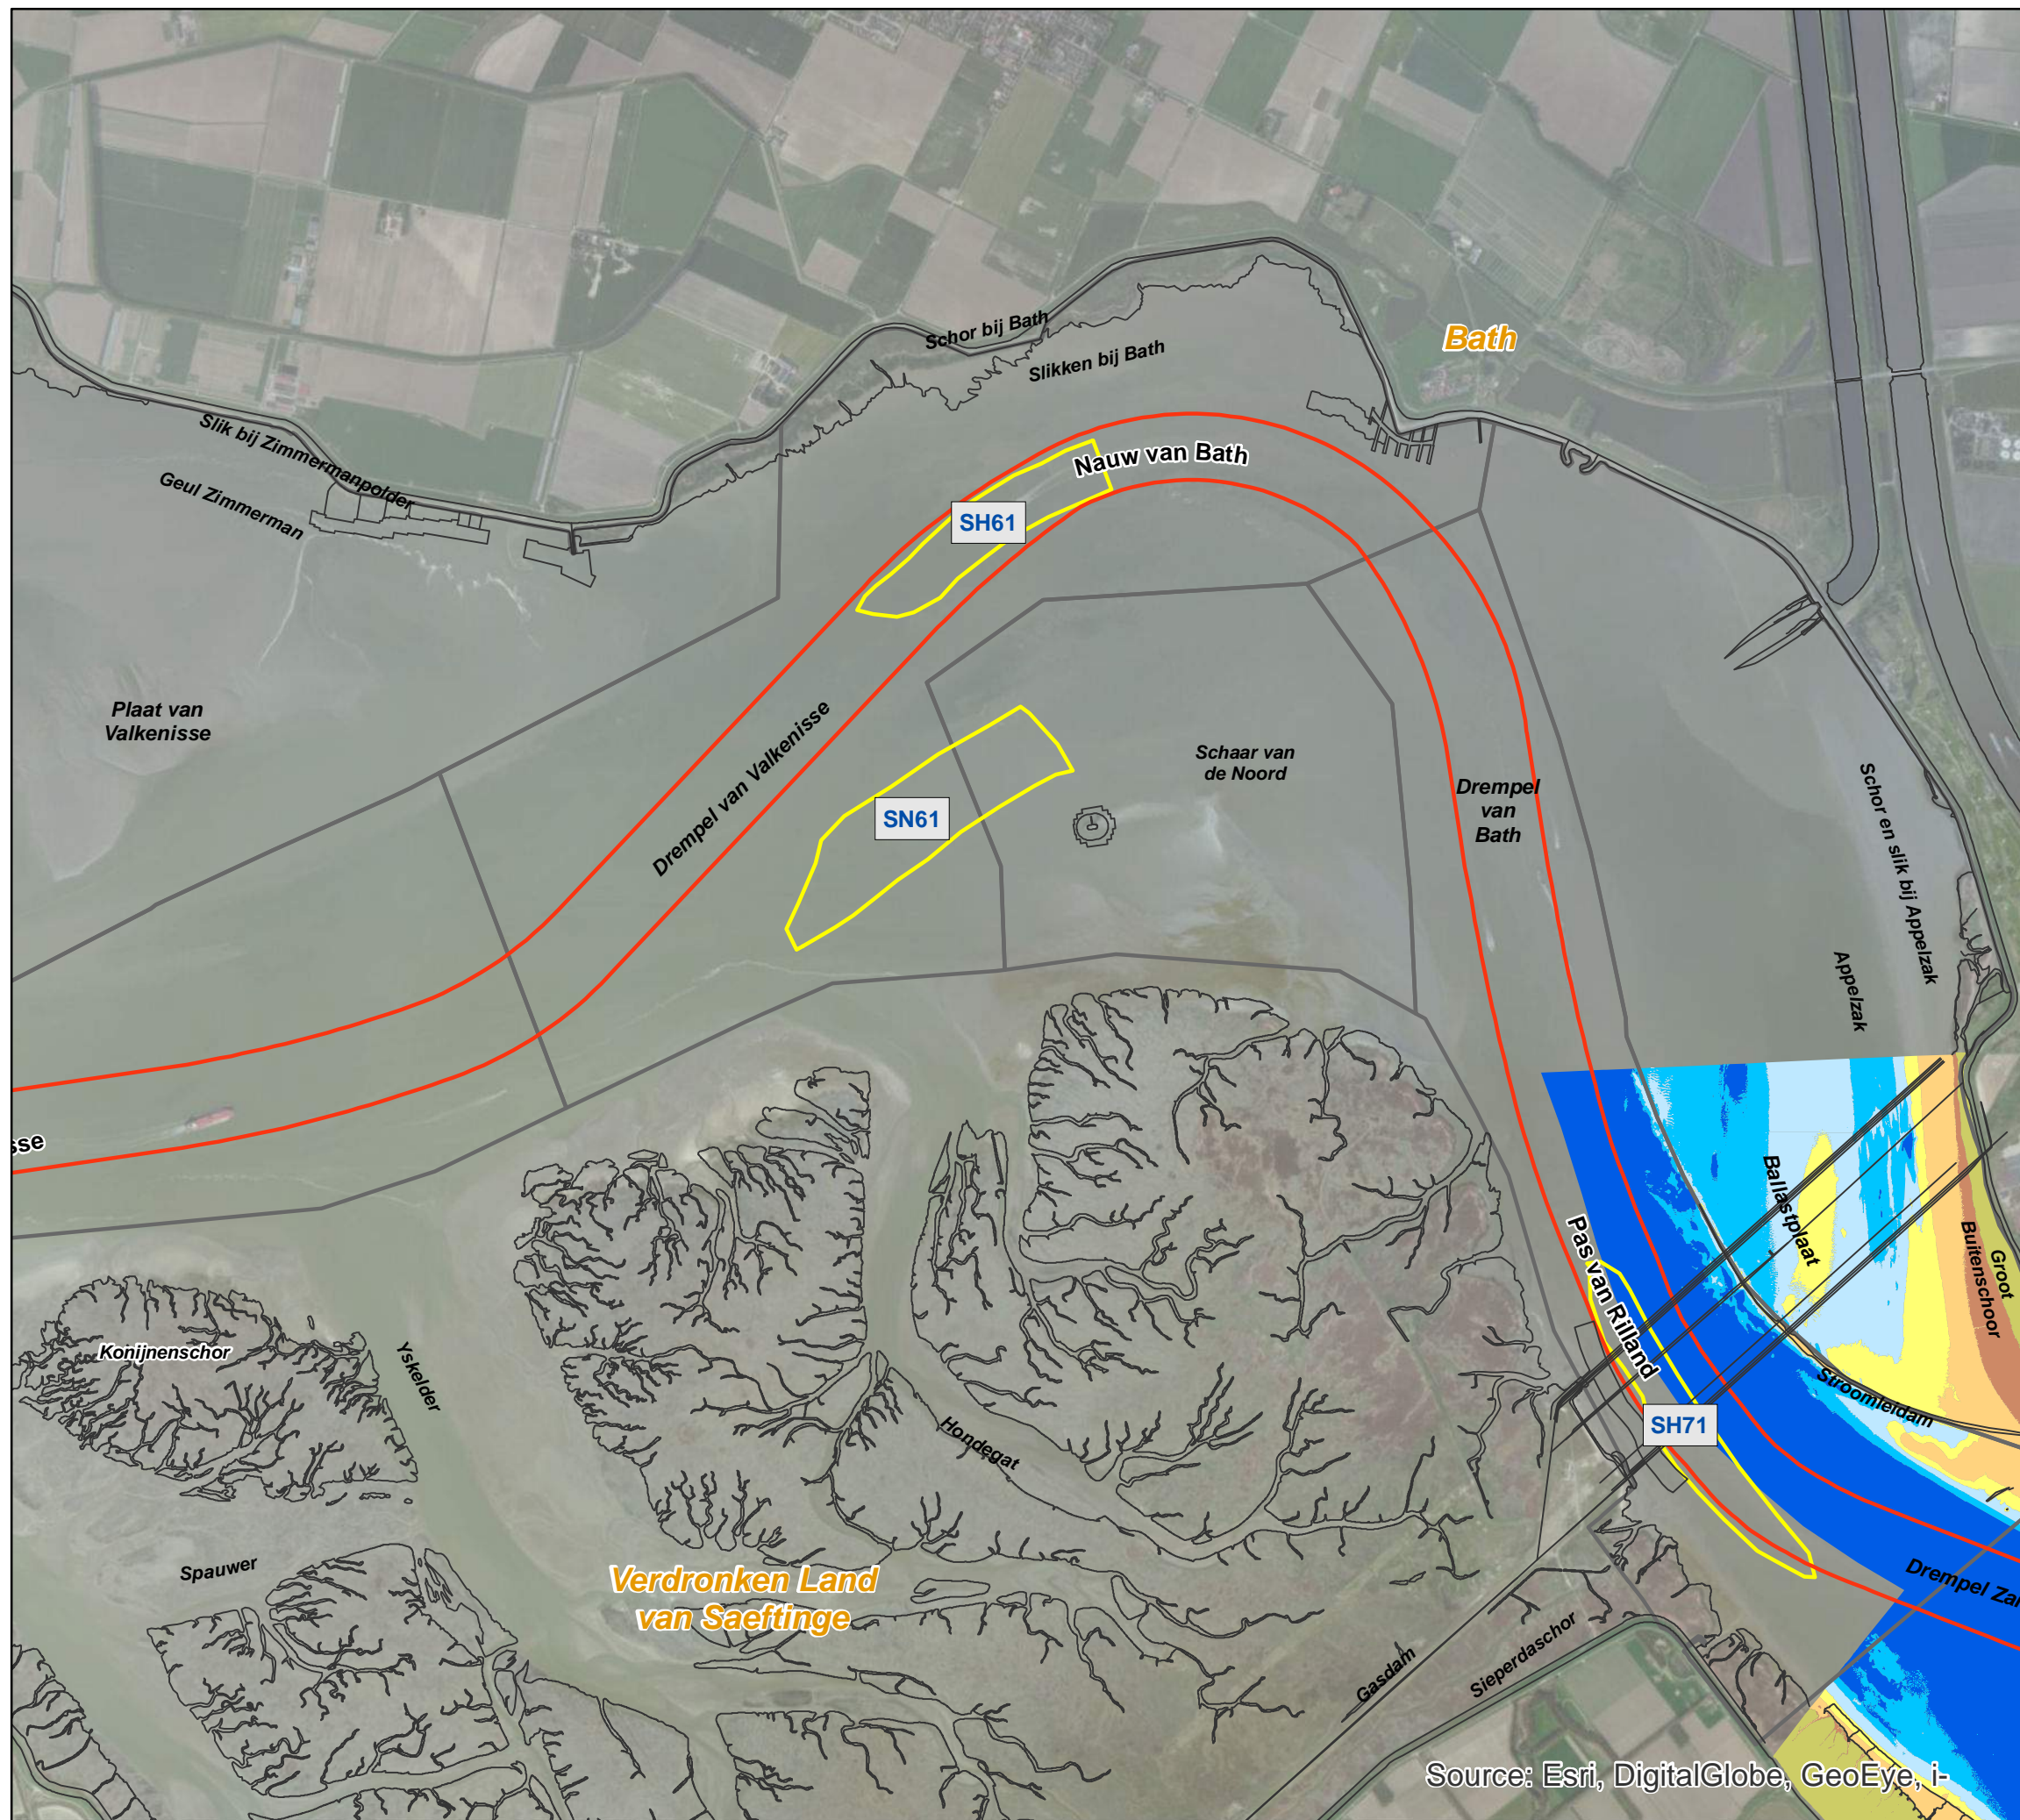 Schor bij Bath
Slikken bij Bath
Bath
Slik bij Zimmermanpolder
Geul Zimmerman
Nauw van Bath
SH61
Plaat van
Valkenisse
Drempel van Valkenisse
SN61
Schaar van
de Noord
Drempel
van
Bath
Schor en slik bij Appelzak
Appelzak
sse
Ballastplaat
Groot
Buitenschoor
Pas van Rilland
Konijnenschor
Yskelder
Stroomleidam
SH71
Hondegat
Spauwer
Verdronken Land
van Saeftinge
Drempel Zan
Gasdam
Sieperdaschor
Source: Esri, DigitalGlobe, GeoEye, i-